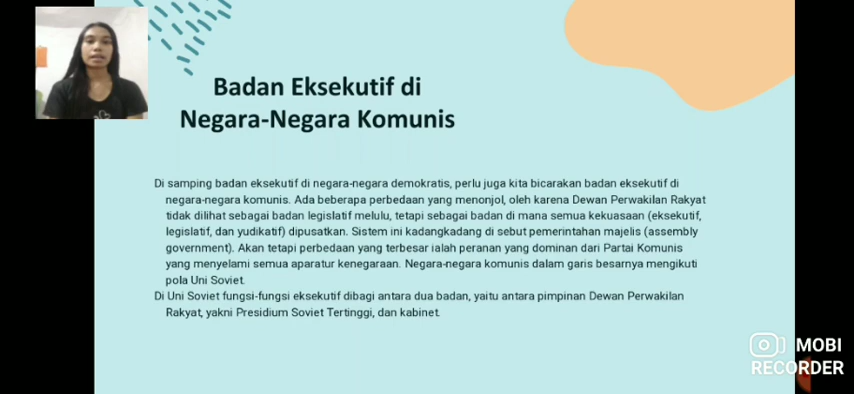 Badan Eksekutif di
Negara-Negara Komunis
Di samping badan eksekutif di negara-negara demokratis, perlu juga kita bicarakan badan eksekutif di
negara-negara komunis. Ada beberapa perbedaan yang menonjol, oleh karena Dewan Perwakilan Rakyat
tidak dilihat sebagai badan legislatif melulu, tetapi sebagai badan di mana semua kekuasaan (eksekutif,
legislatif, dan yudikatif) dipusatkan. Sistem ini kadangkadang di sebut pemerintahan majelis (assembly
government). Akan tetapi perbedaan yang terbesar ialah peranan yang dominan dari Partai Komunis
yang menyelami semua aparatur kenegaraan. Negara-negara komunis dalam garis besarnya mengikuti
pola Uni Soviet.
Di Uni Soviet fungsi-fungsi eksekutif dibagi antara dua badan, yaitu antara pimpinan Dewan Perwakilan
Rakyat, yakni Presidium Soviet Tertinggi, dan kabinet.
MOBI
RECORDER